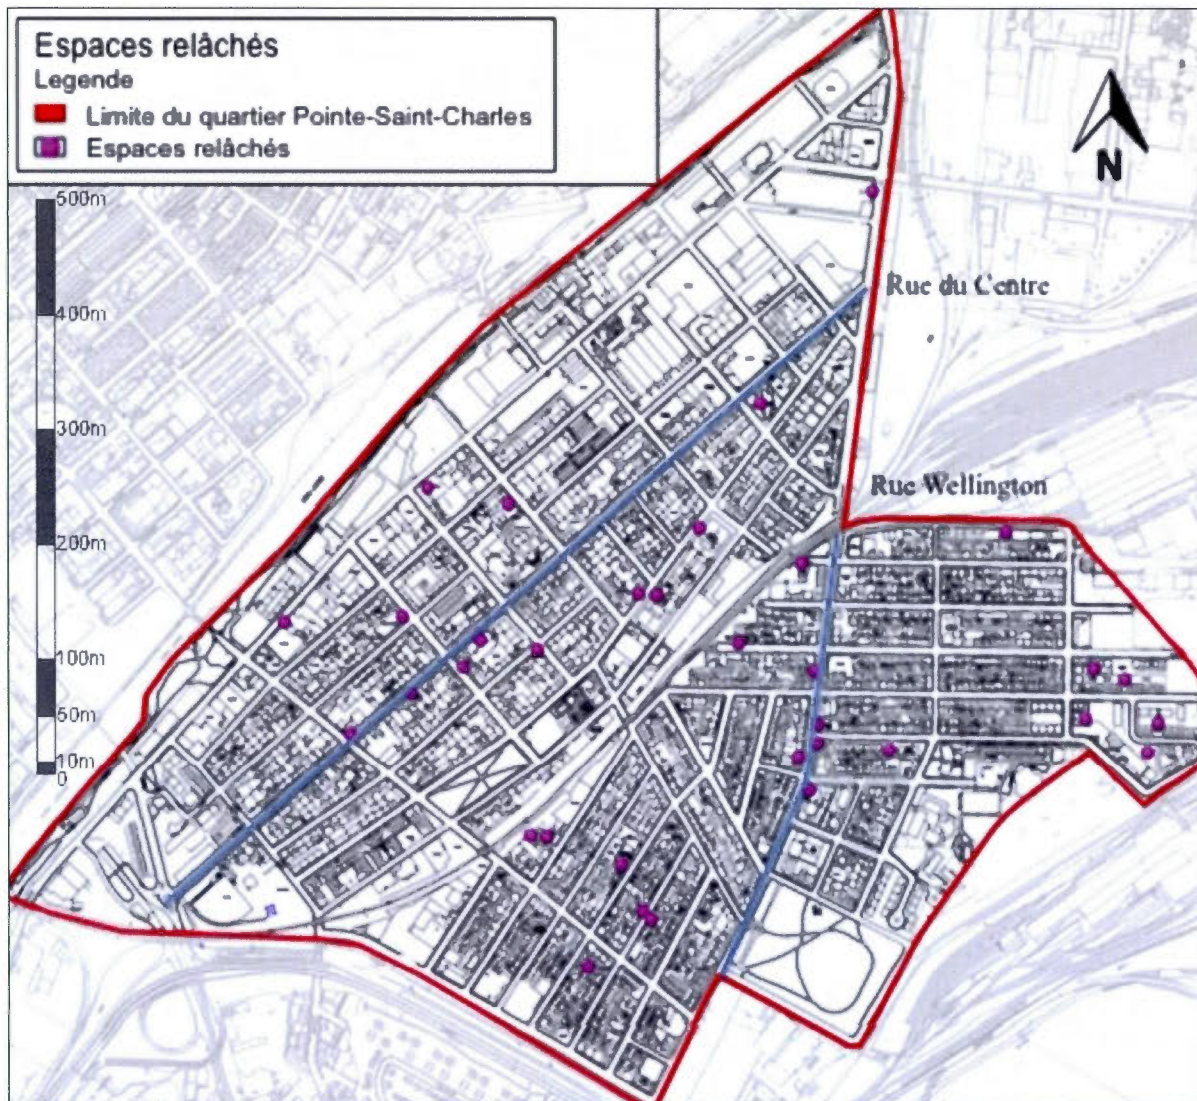 Espaces relâchés
Legende
Limite du quartier Pointe-Saint-Charles
Espaces relâchés
N
500m
400m
300m
200m
100m
50m
10m
0
Rue du Centre
Rue Wellington